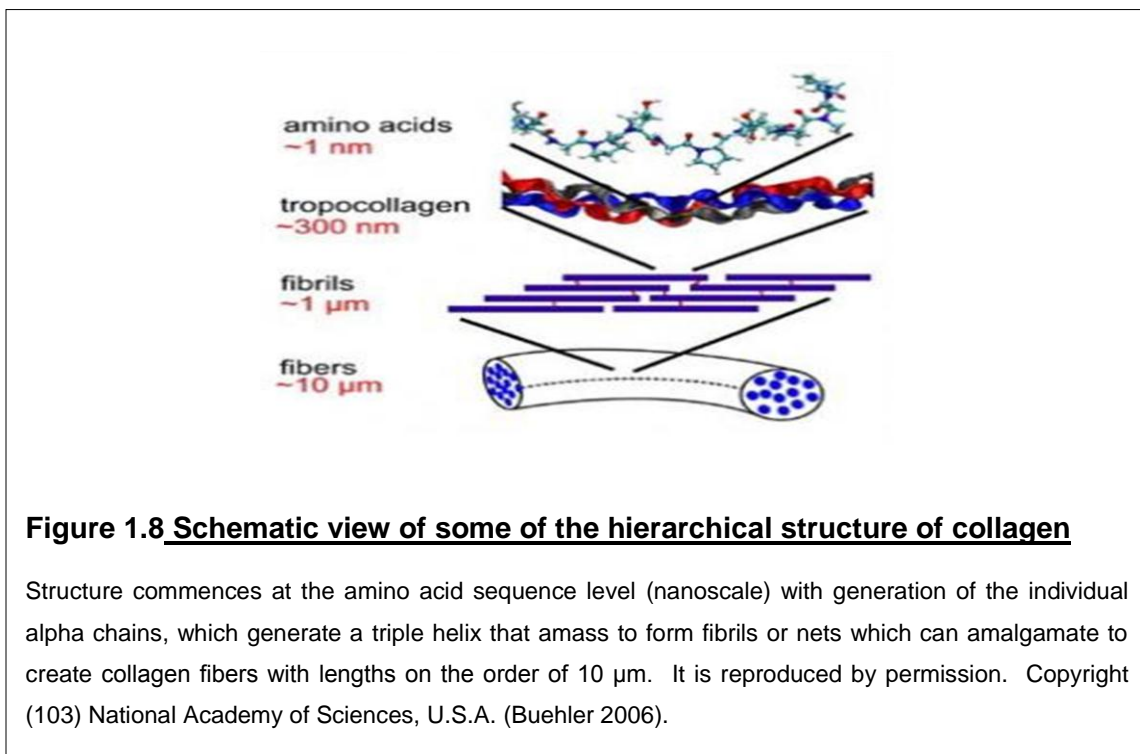 amino acids
~1 nm
tropocollagen
~300 nm
fibrils
~1 µm
fibers
~10 µm
Figure 1.8 Schematic view of some of the hierarchical structure of collagen
Structure commences at the amino acid sequence level (nanoscale) with generation of the individual
alpha chains, which generate a triple helix that amass to form fibrils or nets which can amalgamate to
create collagen fibers with lengths on the order of 10 µm. It is reproduced by permission. Copyright
(103) National Academy of Sciences, U.S.A. (Buehler 2006).